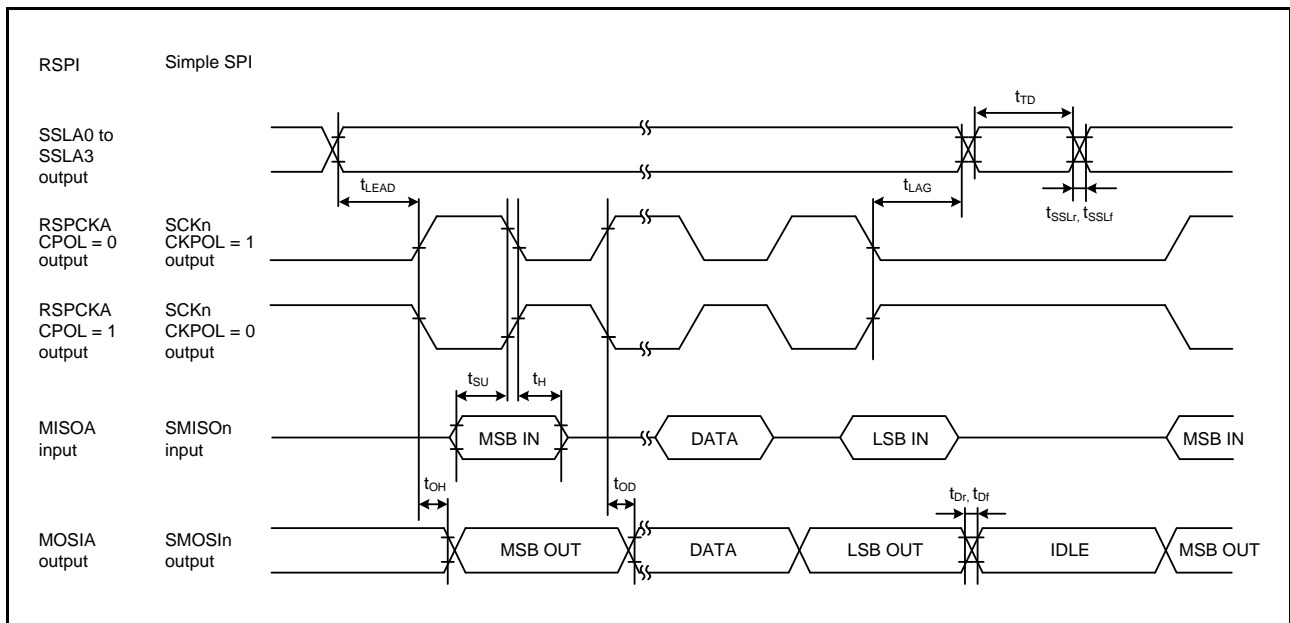 RSPI
Simple SPI
tTD
SSLA0 to
SSLA3
output
tLEAD
tLAG
tSSLr, tSSLf
RSPCKA
CPOL = 0
output
SCKn
CKPOL = 1
output
RSPCKA
CPOL = 1
output
SCKn
CKPOL = 0
output
tSU
tH
MISOA
input
SMISOn
input
MSB IN
DATA
LSB IN
MSB IN
tOH
tOD
tDr, tDf
MOSIA
output
SMOSIn
output
MSB OUT
DATA
LSB OUT
IDLE
MSB OUT